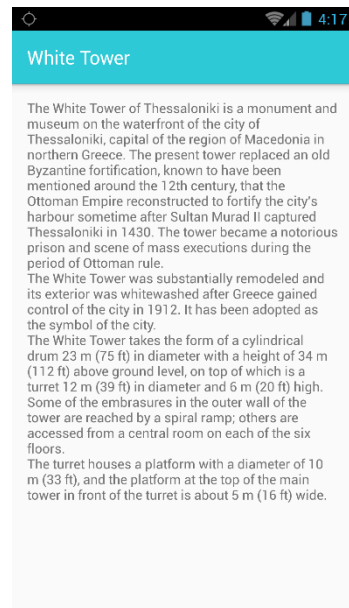 4:17
White Tower
The White Tower of Thessaloniki is a monument and
museum on the waterfront of the city of
Thessaloniki, capital of the region of Macedonia in
northern Greece. The present tower replaced an old
Byzantine fortification, known to have been
mentioned around the 12th century, that the
Ottoman Empire reconstructed to fortify the city's
harbour sometime after Sultan Murad II captured
Thessaloniki in 1430. The tower became a notorious
prison and scene of mass executions during the
period of Ottoman rule.
The White Tower was substantially remodeled and
its exterior was whitewashed after Greece gained
control of the city in 1912. It has been adopted as
the symbol of the city.
The White Tower takes the form of a cylindrical
drum 23 m (75 ft) in diameter with a height of 34 m
(112 ft) above ground level, on top of which is a
turret 12 m (39 ft) in diameter and 6 m (20 ft) high.
Some of the embrasures in the outer wall of the
tower are reached by a spiral ramp; others are
accessed from a central room on each of the six
floors.
The turret houses a platform with a diameter of 10
m (33 ft), and the platform at the top of the main
tower in front of the turret is about 5 m (16 ft) wide.